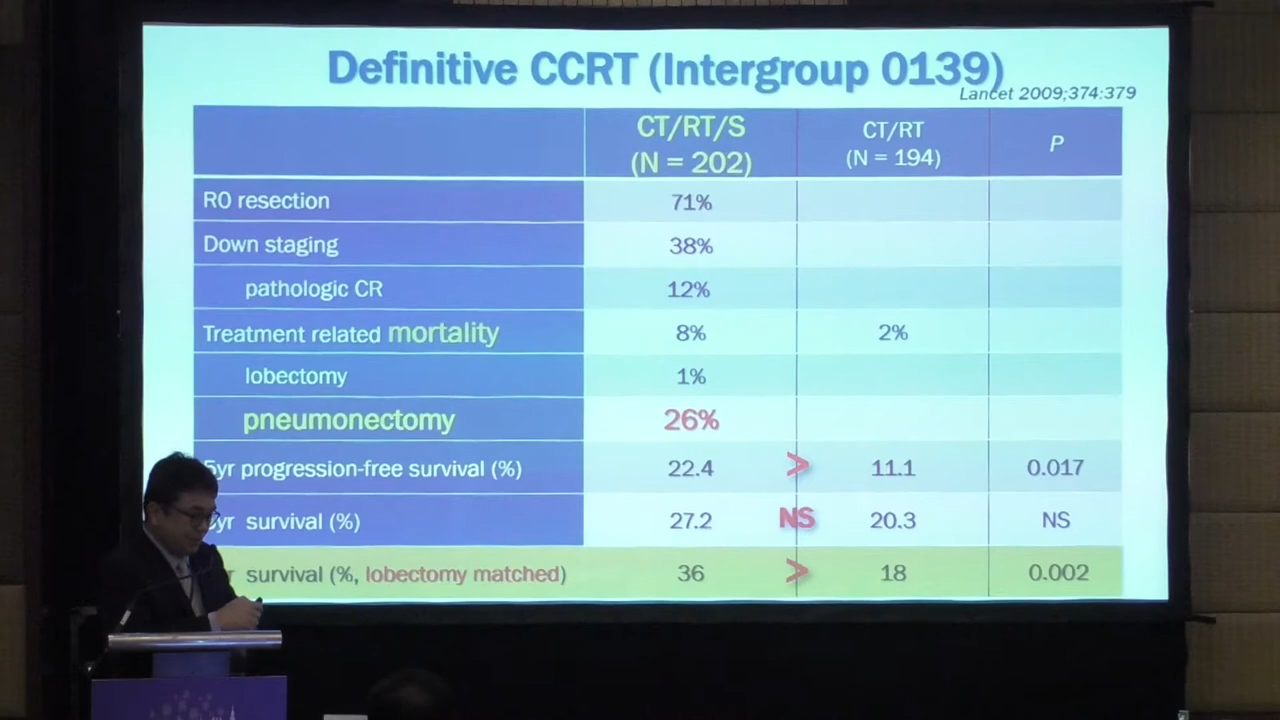 Definitive CCRT (Intergroup 0139)
Lancet 2009;374:379
CT/RT/S (N = 202) CT/RT (N = 194) P
R0 resection 71%
Down staging 38%
pathologic CR 12%
Treatment related mortality 8% 2%
lobectomy 1%
pneumonectomy 26%
5yr progression-free survival (%) 22.4 > 11.1 0.017
yr survival (%) 27.2 NS 20.3 NS
survival (%, lobectomy matched) 36 > 18 0.002